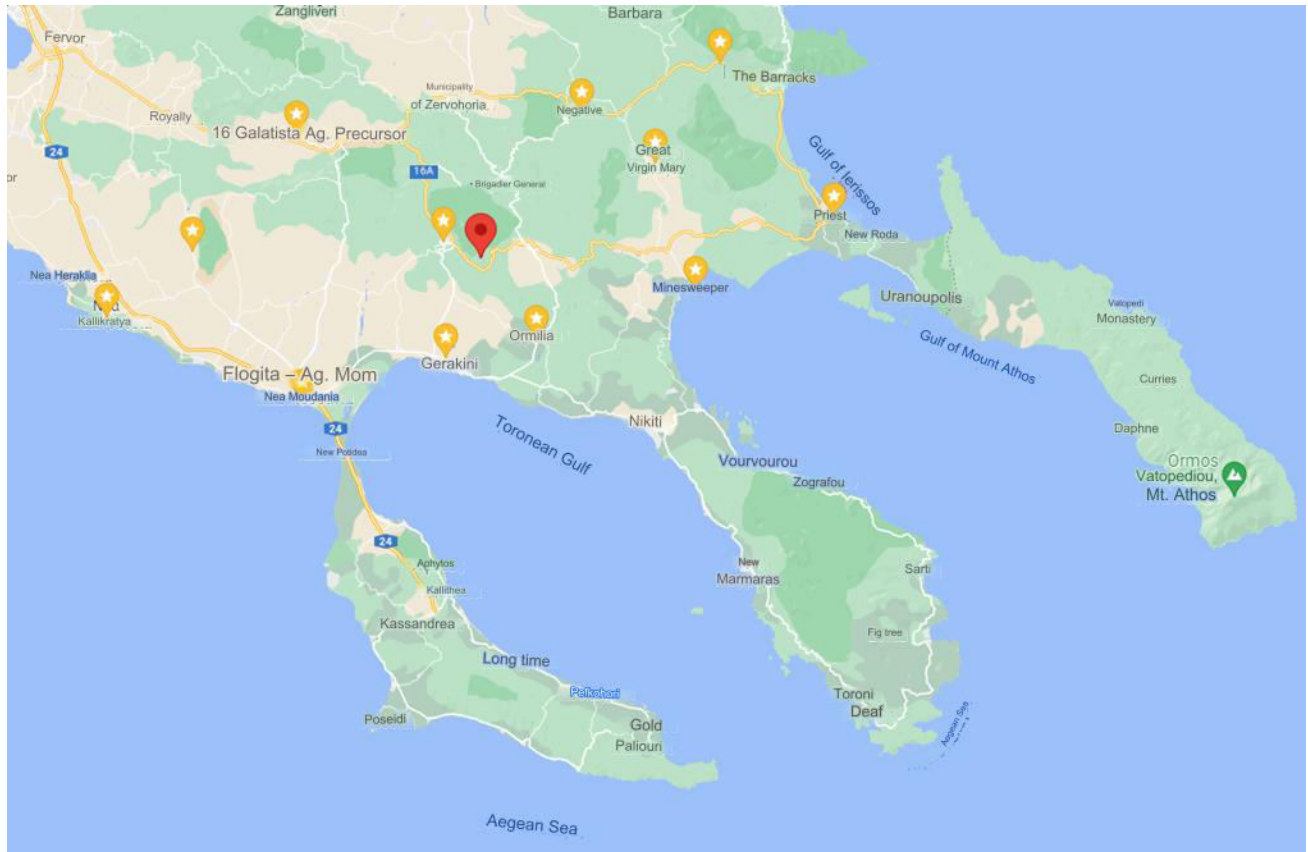 Zangliveri
Barbara
Fervor
The Barracks
Municipality
of Zervohoria
Negative
Royally
16 Galatista Ag. Precursor
24
Great
Virgin Mary
16A
Brigadier General
Gulf of Ierissos
or
Priest
New Roda
Nea Heraklia
Minesweeper
Uranoupolis
Vatopedi
Monastery
Kallikratya
Ormilia
Gulf of Mount Athos
Gerakini
Flogita – Ag. Mom
Nea Moudania
Curries
24
Toronean Gulf
Nikiti
Daphne
New Potidea
Vourvourou
Ormos
Vatopediou,
Mt. Athos
Zografou
24
Aphytos
New
Marmaras
Sarti
Kallithea
Kassandrea
Fig tree
Long time
Pefkohori
Toroni
Deaf
Poseidi
Gold
Paliouri
Aegean Sea
Aegean Sea